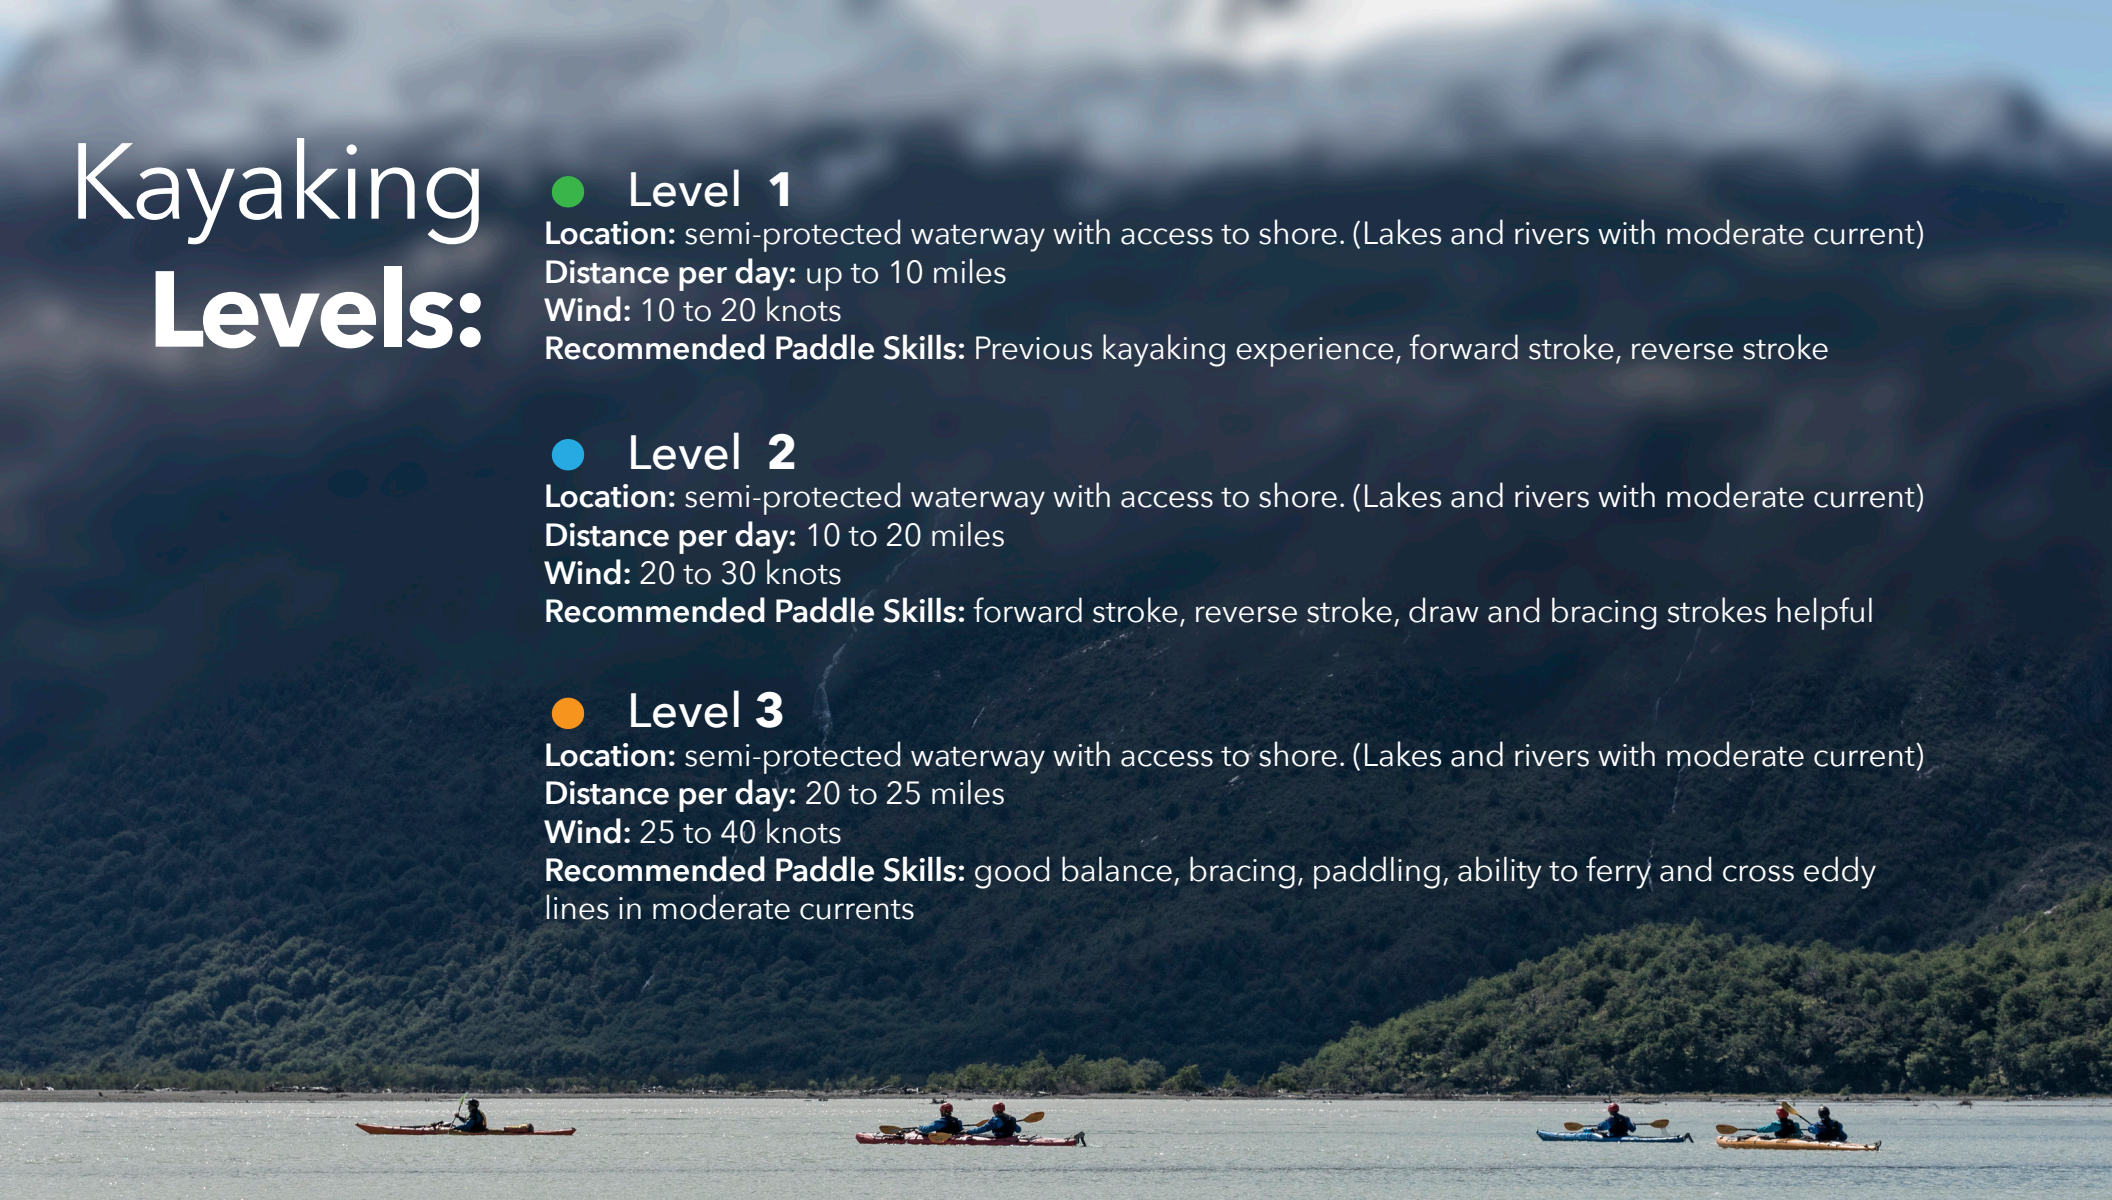 Kayaking
Levels:
Level 1
Location: semi-protected waterway with access to shore. (Lakes and rivers with moderate current)
Distance per day: up to 10 miles
Wind: 10 to 20 knots
Recommended Paddle Skills: Previous kayaking experience, forward stroke, reverse stroke
Level 2
Location: semi-protected waterway with access to shore. (Lakes and rivers with moderate current)
Distance per day: 10 to 20 miles
Wind: 20 to 30 knots
Recommended Paddle Skills: forward stroke, reverse stroke, draw and bracing strokes helpful
Level 3
Location: semi-protected waterway with access to shore. (Lakes and rivers with moderate current)
Distance per day: 20 to 25 miles
Wind: 25 to 40 knots
Recommended Paddle Skills: good balance, bracing, paddling, ability to ferry and cross eddy
lines in moderate currents